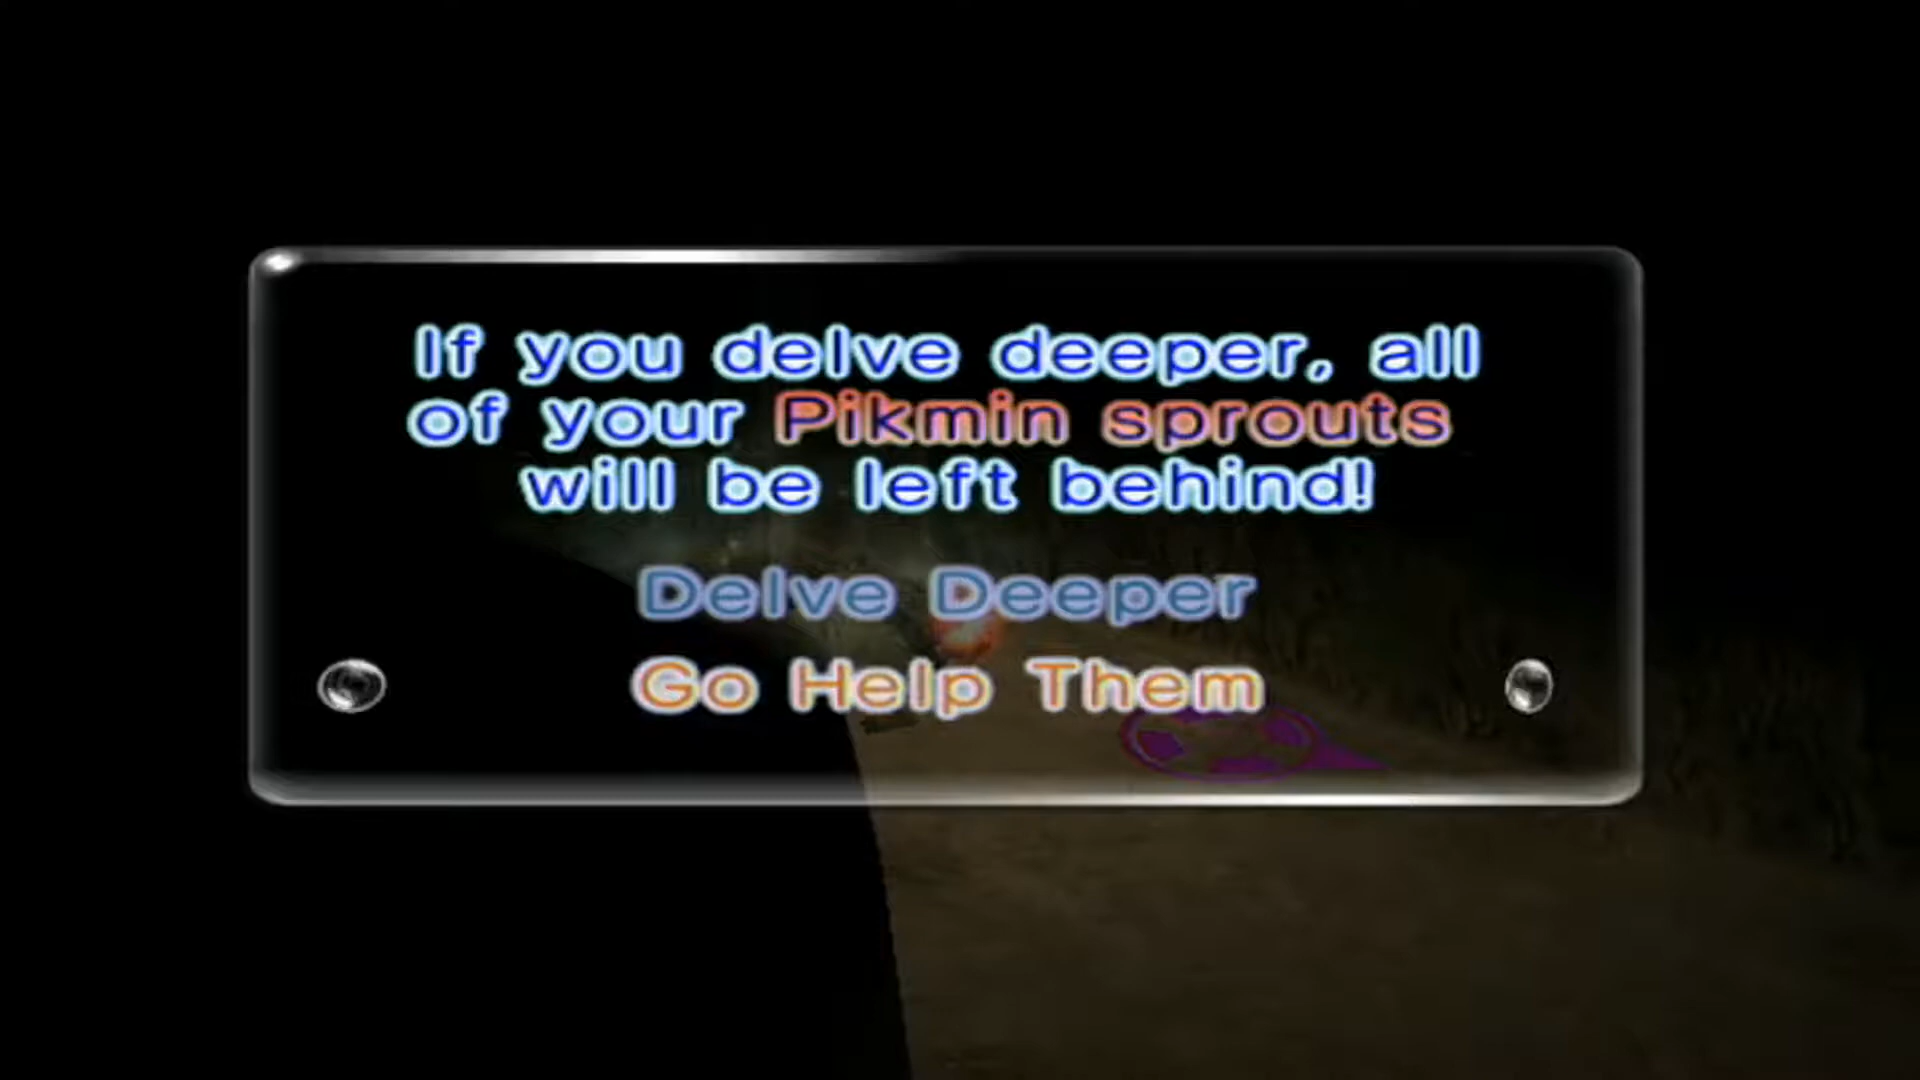 If you delve deeper, all
of your Pikmin sprouts
will be left behind!
Delve Deeper
Go Help Them